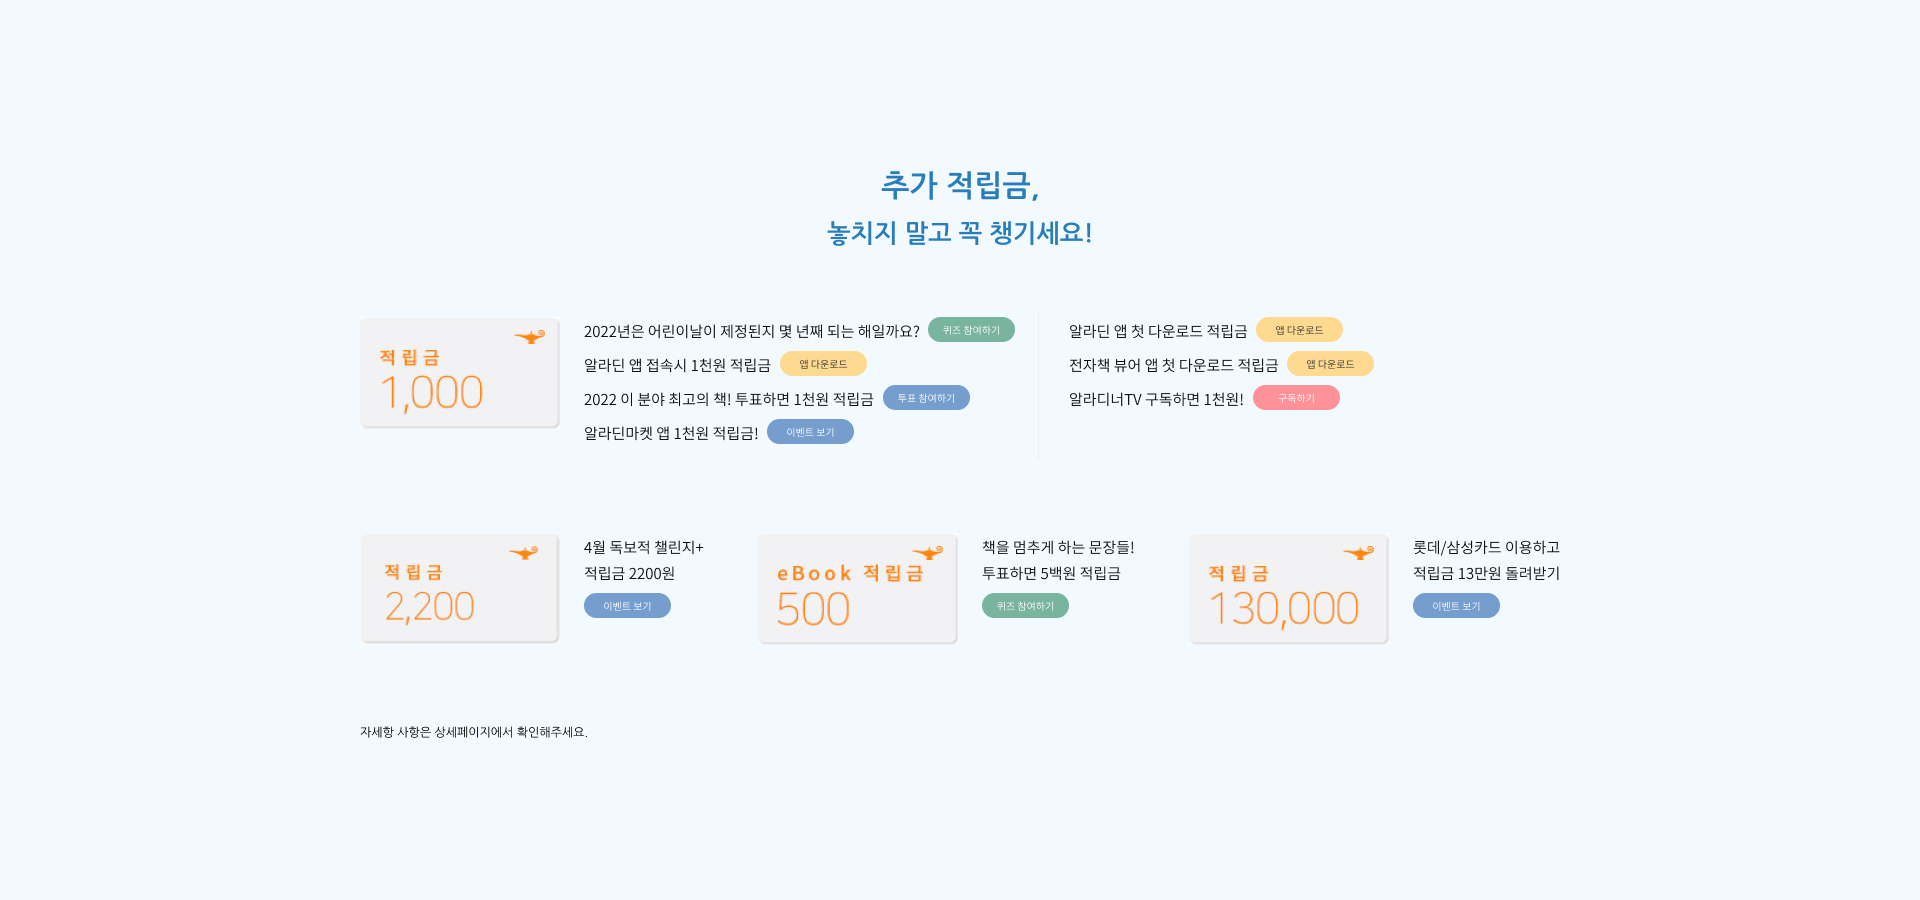 추가 적립금,
놓치지 말고 꼭 챙기세요!
적립금
1,000
2022년은 어린이날이 제정된지 몇 년째 되는 해일까요? 퀴즈 참여하기
알라딘 앱 접속시 1천원 적립금 앱 다운로드
2022 이 분야 최고의 책! 투표하면 1천원 적립금 투표 참여하기
알라딘마켓 앱 1천원 적립금! 이벤트 보기
알라딘 앱 첫 다운로드 적립금 앱 다운로드
전자책 뷰어 앱 첫 다운로드 적립금 앱 다운로드
알라디너TV 구독하면 1천원! 구독하기
적립금
2,200
4월 독보적 챌린지+
적립금 2200원
이벤트 보기
eBook 적립금
500
책을 멈추게 하는 문장들!
투표하면 5백원 적립금
퀴즈 참여하기
적립금
130,000
롯데/삼성카드 이용하고
적립금 13만원 돌려받기
이벤트 보기
자세항 사항은 상세페이지에서 확인해주세요.